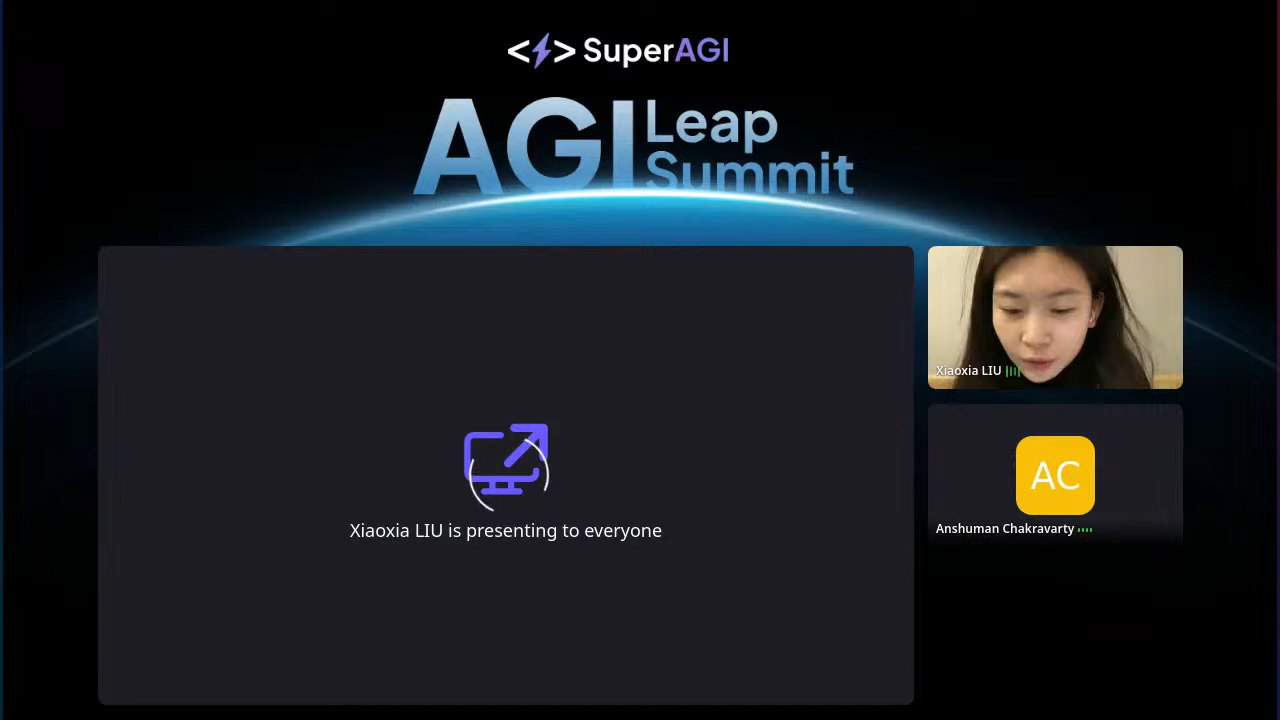 </> SuperAGI
AGI Leap Summit
Xiaoxia LIU is presenting to everyone
Xiaoxia LIU
AC
Anshuman Chakravarty